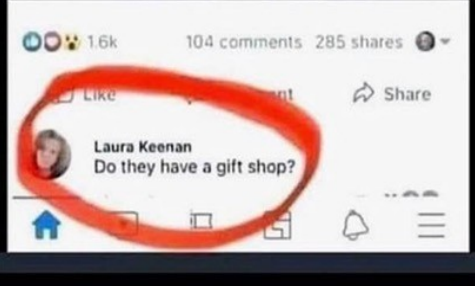 1.6k 104 comments 285 shares
Like Share
Laura Keenan
Do they have a gift shop?